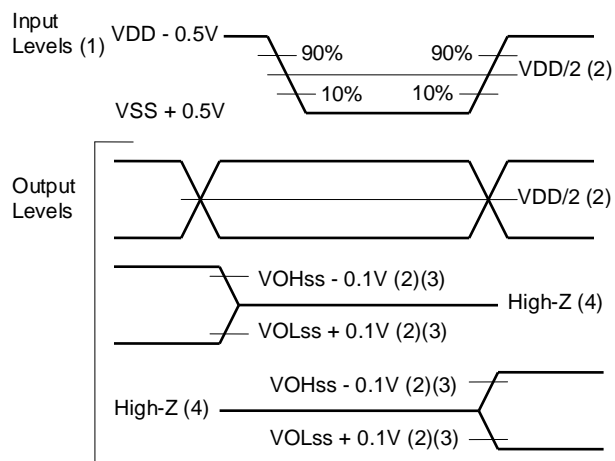 Input
Levels (1)
VDD - 0.5V
90%
90%
VDD/2 (2)
10%
10%
VSS + 0.5V
Output
Levels
VDD/2 (2)
VOHss - 0.1V (2)(3)
High-Z (4)
VOLss + 0.1V (2)(3)
VOHss - 0.1V (2)(3)
High-Z (4)
VOLss + 0.1V (2)(3)